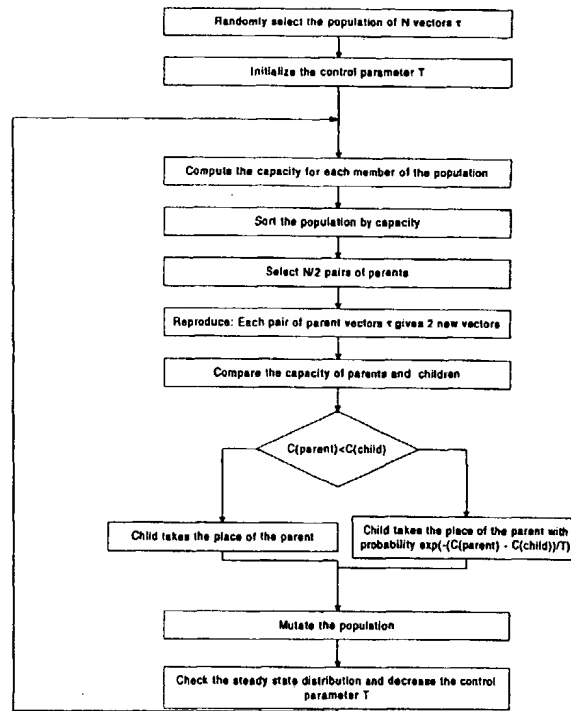 Randomly select the population of N vectors τ
Initialize the control parameter T
Compute the capacity for each member of the population
Sort the population by capacity
Select N/2 pairs of parents
Reproduce: Each pair of parent vectors τ gives 2 new vectors
Compare the capacity of parents and children
C(parent)<C(child)
Child takes the place of the parent
Child takes the place of the parent with
probability exp(-(C(parent) - C(child))/T)
Mutate the population
Check the steady state distribution and decrease the control
parameter T